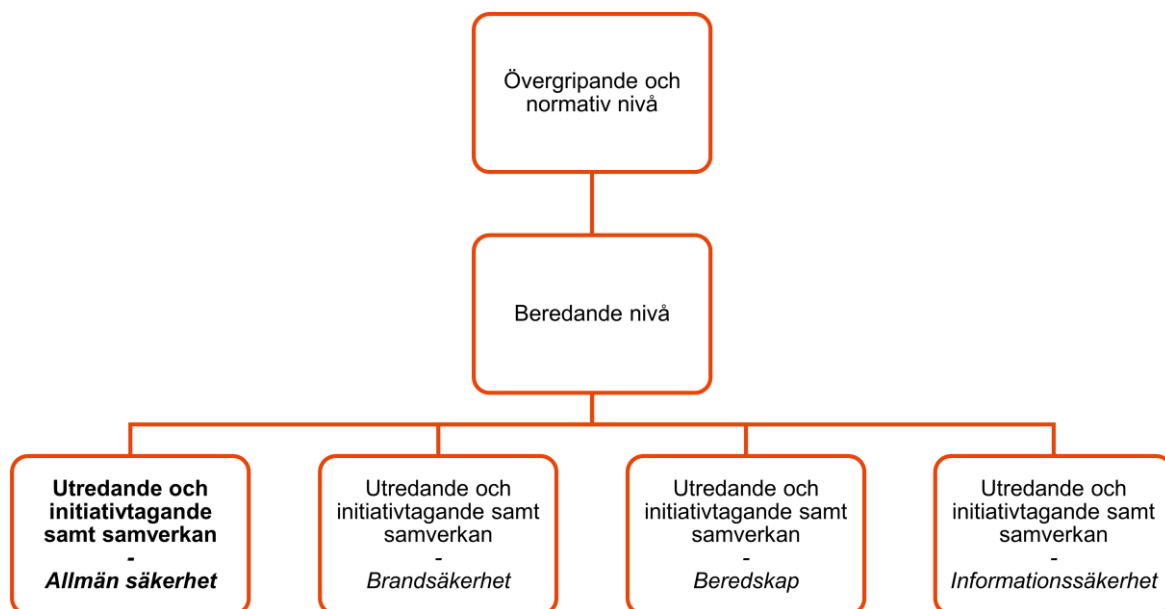 Övergripande och
normativ nivå
Beredande nivå
Utredande och
initiativtagande
samt samverkan
-
Allmän säkerhet
Utredande och
initiativtagande samt
samverkan
-
Brandsäkerhet
Utredande och
initiativtagande samt
samverkan
-
Beredskap
Utredande och
initiativtagande samt
samverkan
-
Informationssäkerhet